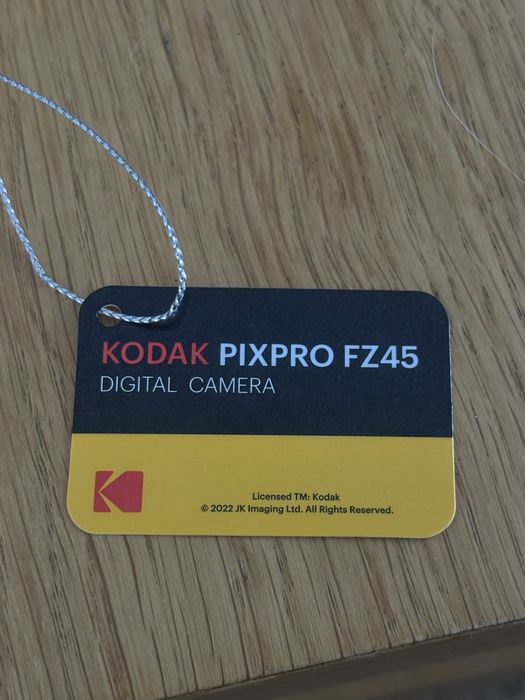 KODAK PIXPRO FZ45
DIGITAL CAMERA
Licensed TM: Kodak
© 2022 JK Imaging Ltd. All Rights Reserved.